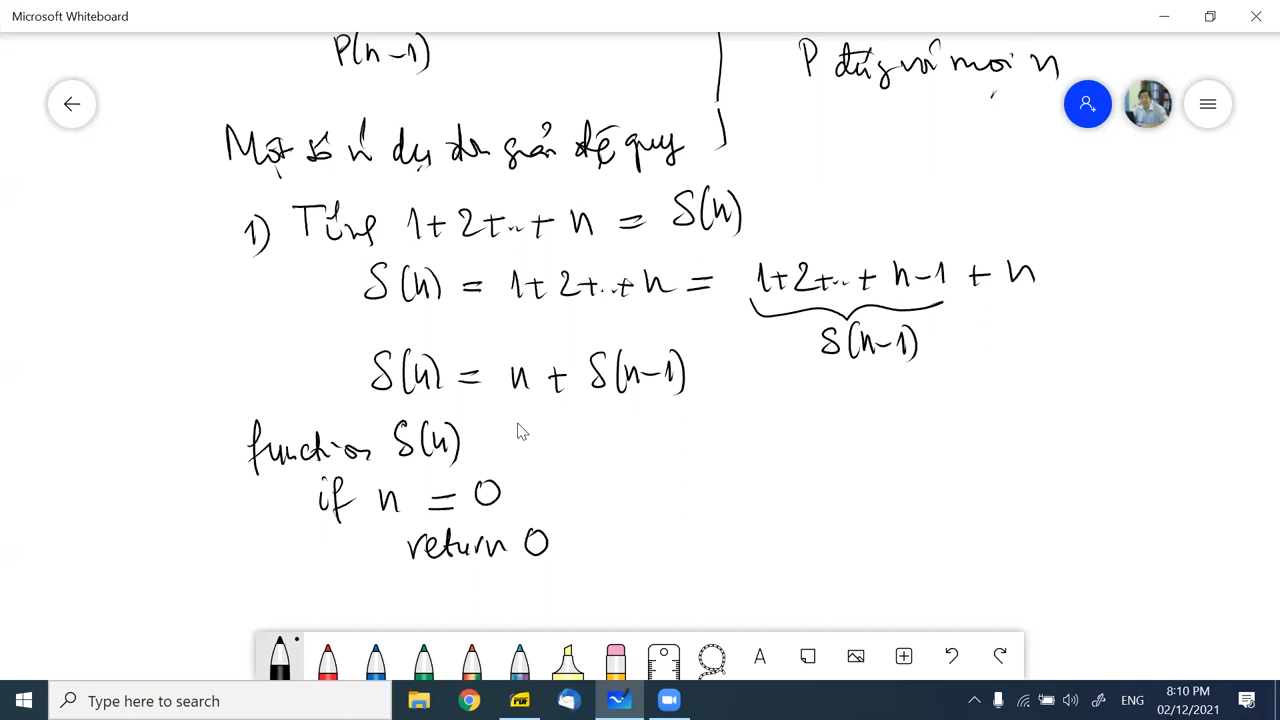 Microsoft Whiteboard
P(n-1)
P đúng với mọi n
Một số ví dụ đơn giản đệ quy
1) Tính 1+2+..+n = S(n)
S(n) = 1+2+..+n = 1+2+..+n-1 + n
S(n-1)
S(n) = n + S(n-1)
function S(n)
if n = 0
return 0
Type here to search
PDF
ENG
8:10 PM
02/12/2021